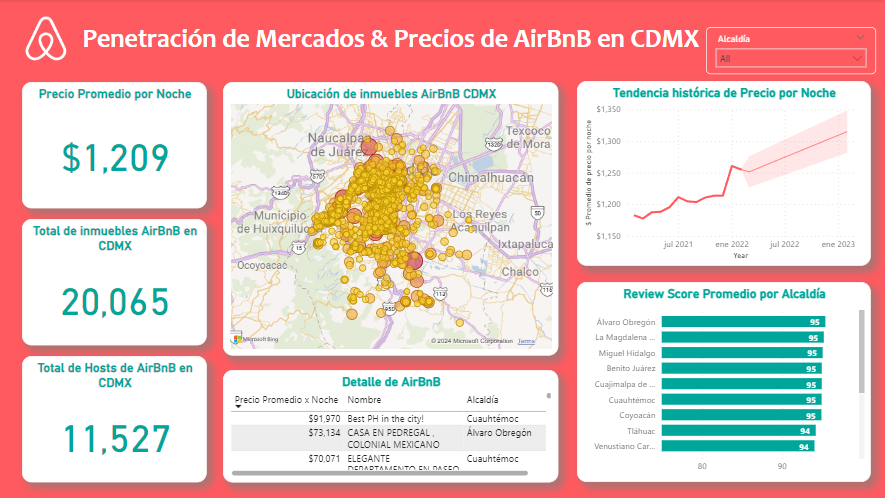 Penetración de Mercados & Precios de AirBnB en CDMX
Alcaldía
All
Precio Promedio por Noche
$1,209
Total de inmuebles AirBnB en
CDMX
20,065
Total de Hosts de AirBnB en
CDMX
11,527
Ubicación de inmuebles AirBnB CDMX
Naucalpa
de Juárez
Texcoco
de Mora
Chimalhuacán
Municipio
de Huixquiluc
Los Reyes
Acaquilpan
Ixtapaluca
Ocoyoacac
Chalco
15
50
115
95D
Microsoft Bing
© 2024 Microsoft Corporation Terms
Detalle de AirBnB
Precio Promedio x Noche Nombre Alcaldía
$91,970 Best PH in the city! Cuauhtémoc
$73,134 CASA EN PEDREGAL , Álvaro Obregón
COLONIAL MEXICANO
$70,071 ELEGANTE Cuauhtémoc
DEPARTAMENTO EN PASEO
Tendencia histórica de Precio por Noche
$ Promedio de precio por noche
$1,350
$1,300
$1,250
$1,200
$1,150
jul 2021 ene 2022 jul 2022 ene 2023
Year
Review Score Promedio por Alcaldía
Álvaro Obregón 95
La Magdalena ... 95
Miguel Hidalgo 95
Benito Juárez 95
Cuajimalpa de ... 95
Cuauhtémoc 95
Coyoacán 95
Tláhuac 94
Venustiano Car... 94
80 90